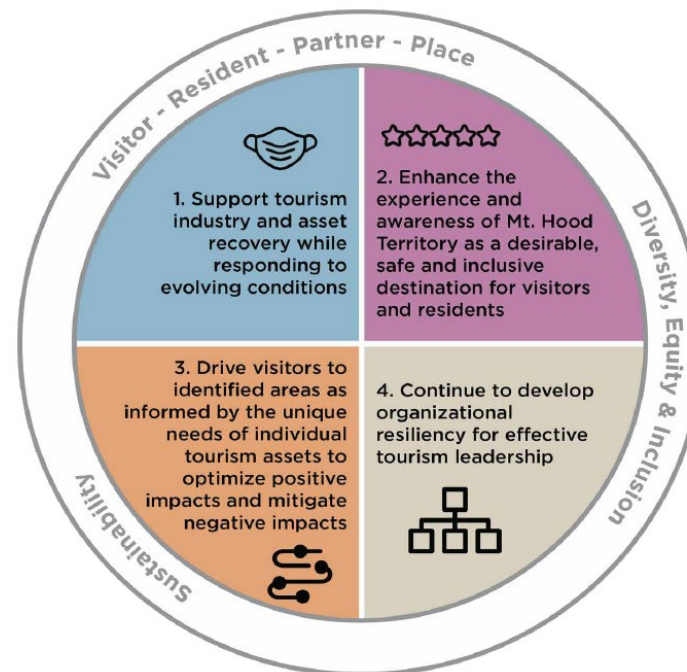 Visitor - Resident - Partner - Place
1. Support tourism
industry and asset
recovery while
responding to
evolving conditions
2. Enhance the
experience and
awareness of Mt. Hood
Territory as a desirable,
safe and inclusive
destination for visitors
and residents
3. Drive visitors to
identified areas as
informed by the unique
needs of individual
tourism assets to
optimize positive
impacts and mitigate
negative impacts
4. Continue to develop
organizational
resiliency for effective
tourism leadership
Diversity, Equity & Inclusion
Sustainability